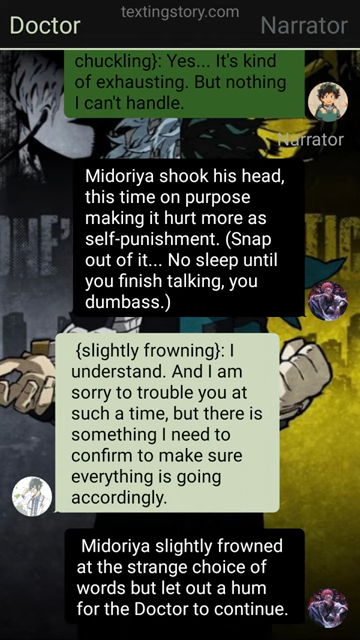 textingstory.com
Doctor
Narrator
chuckling}: Yes... It's kind
of exhausting. But nothing
I can't handle.
Narrator
Midoriya shook his head,
this time on purpose
making it hurt more as
self-punishment. (Snap
out of it... No sleep until
you finish talking, you
dumbass.)
{slightly frowning}: I
understand. And I am
sorry to trouble you at
such a time, but there is
something I need to
confirm to make sure
everything is going
accordingly.
Midoriya slightly frowned
at the strange choice of
words but let out a hum
for the Doctor to continue.